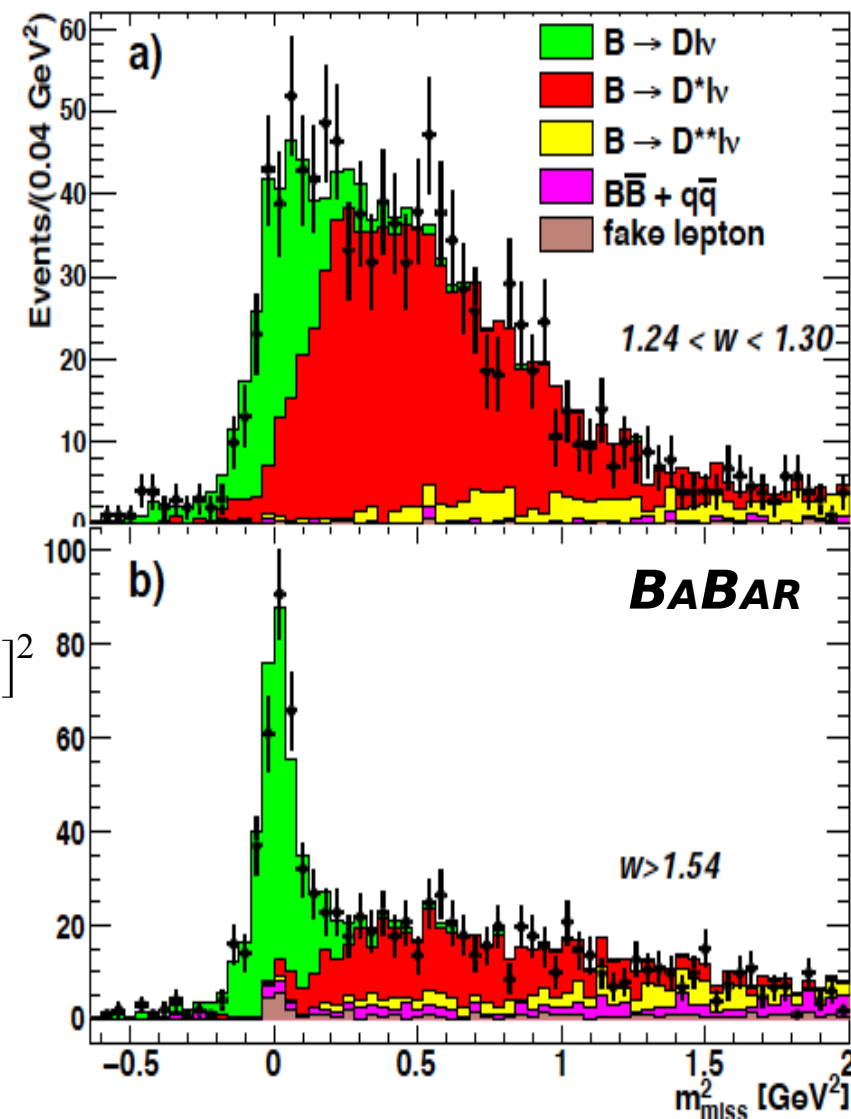 a)
B → Dlν
B → D*lν
B → D**lν
BB̅ + qq̅
fake lepton
1.24 < w < 1.30
Events/(0.04 GeV²)
60
50
40
30
20
10
0
b)
BABAR
]²
w>1.54
100
80
60
40
20
0
−0.5 0 0.5 1 1.5 2
m²miss [GeV²]